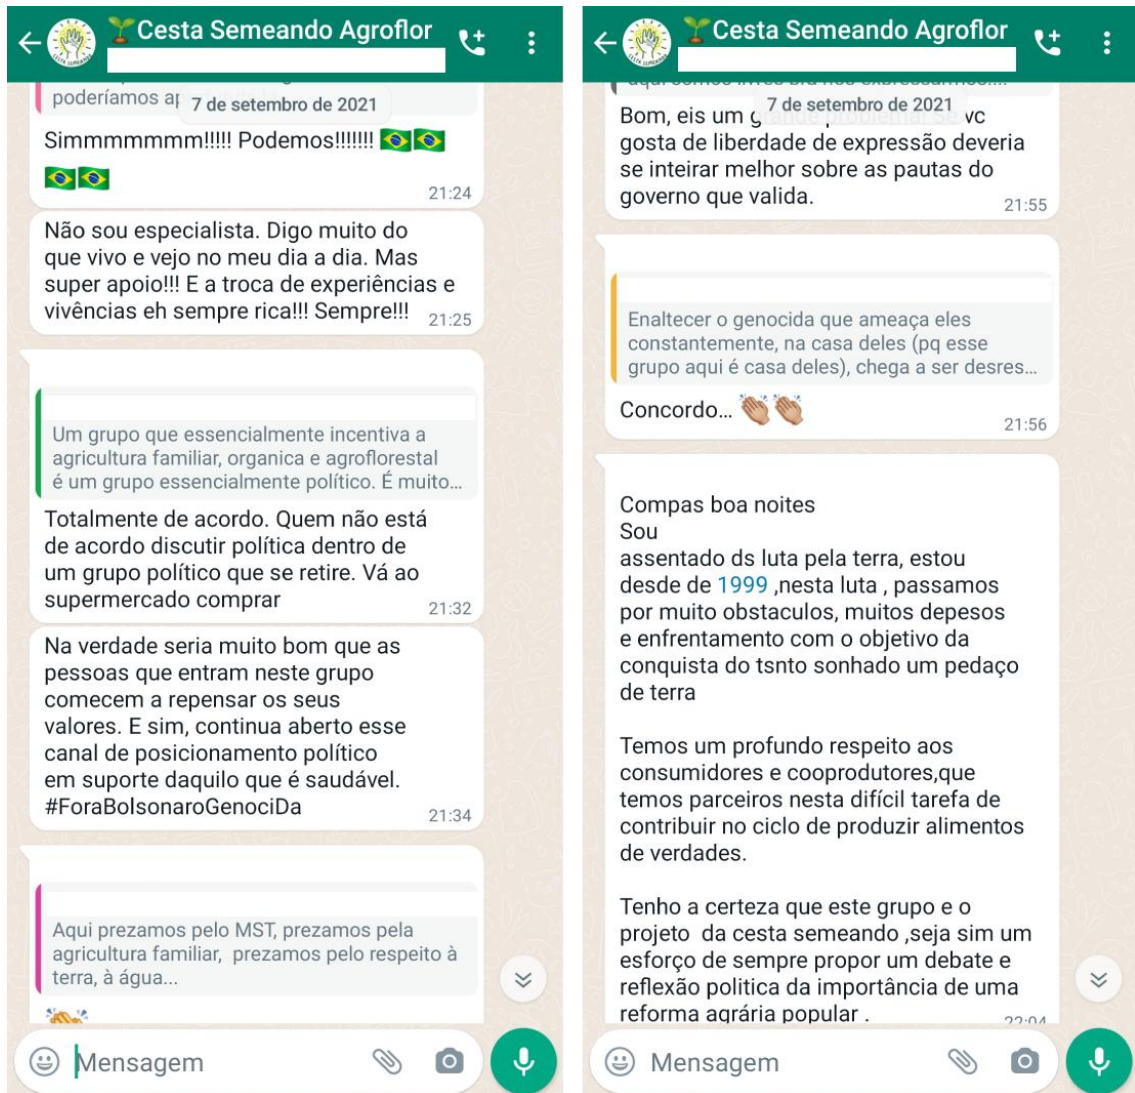 Cesta Semeando Agroflor
7 de setembro de 2021
poderíamos
Simmmmmmm!!!!! Podemos!!!!!!!
21:24
Não sou especialista. Digo muito do
que vivo e vejo no meu dia a dia. Mas
super apoio!!! E a troca de experiências e
vivências eh sempre rica!!! Sempre!!!
21:25
Um grupo que essencialmente incentiva a
agricultura familiar, organica e agroflorestal
é um grupo essencialmente político. É muito...
Totalmente de acordo. Quem não está
de acordo discutir política dentro de
um grupo político que se retire. Vá ao
supermercado comprar
21:32
Na verdade seria muito bom que as
pessoas que entram neste grupo
comecem a repensar os seus
valores. E sim, continua aberto esse
canal de posicionamento político
em suporte daquilo que é saudável.
#ForaBolsonaroGenociDa
21:34
Aqui prezamos pelo MST, prezamos pela
agricultura familiar, prezamos pelo respeito à
terra, à água...
Mensagem
Cesta Semeando Agroflor
7 de setembro de 2021
Bom, eis um grande problema! Se vc
gosta de liberdade de expressão deveria
se inteirar melhor sobre as pautas do
governo que valida.
21:55
Enaltecer o genocida que ameaça eles
constantemente, na casa deles (pq esse
grupo aqui é casa deles), chega a ser desres...
Concordo...
21:56
Compas boa noites
Sou
assentado ds luta pela terra, estou
desde de 1999 ,nesta luta , passamos
por muito obstaculos, muitos depesos
e enfrentamento com o objetivo da
conquista do tsnto sonhado um pedaço
de terra
Temos um profundo respeito aos
consumidores e cooprodutores,que
temos parceiros nesta difícil tarefa de
contribuir no ciclo de produzir alimentos
de verdades.
Tenho a certeza que este grupo e o
projeto da cesta semeando ,seja sim um
esforço de sempre propor um debate e
reflexão politica da importância de uma
reforma agrária popular .
22:04
Mensagem